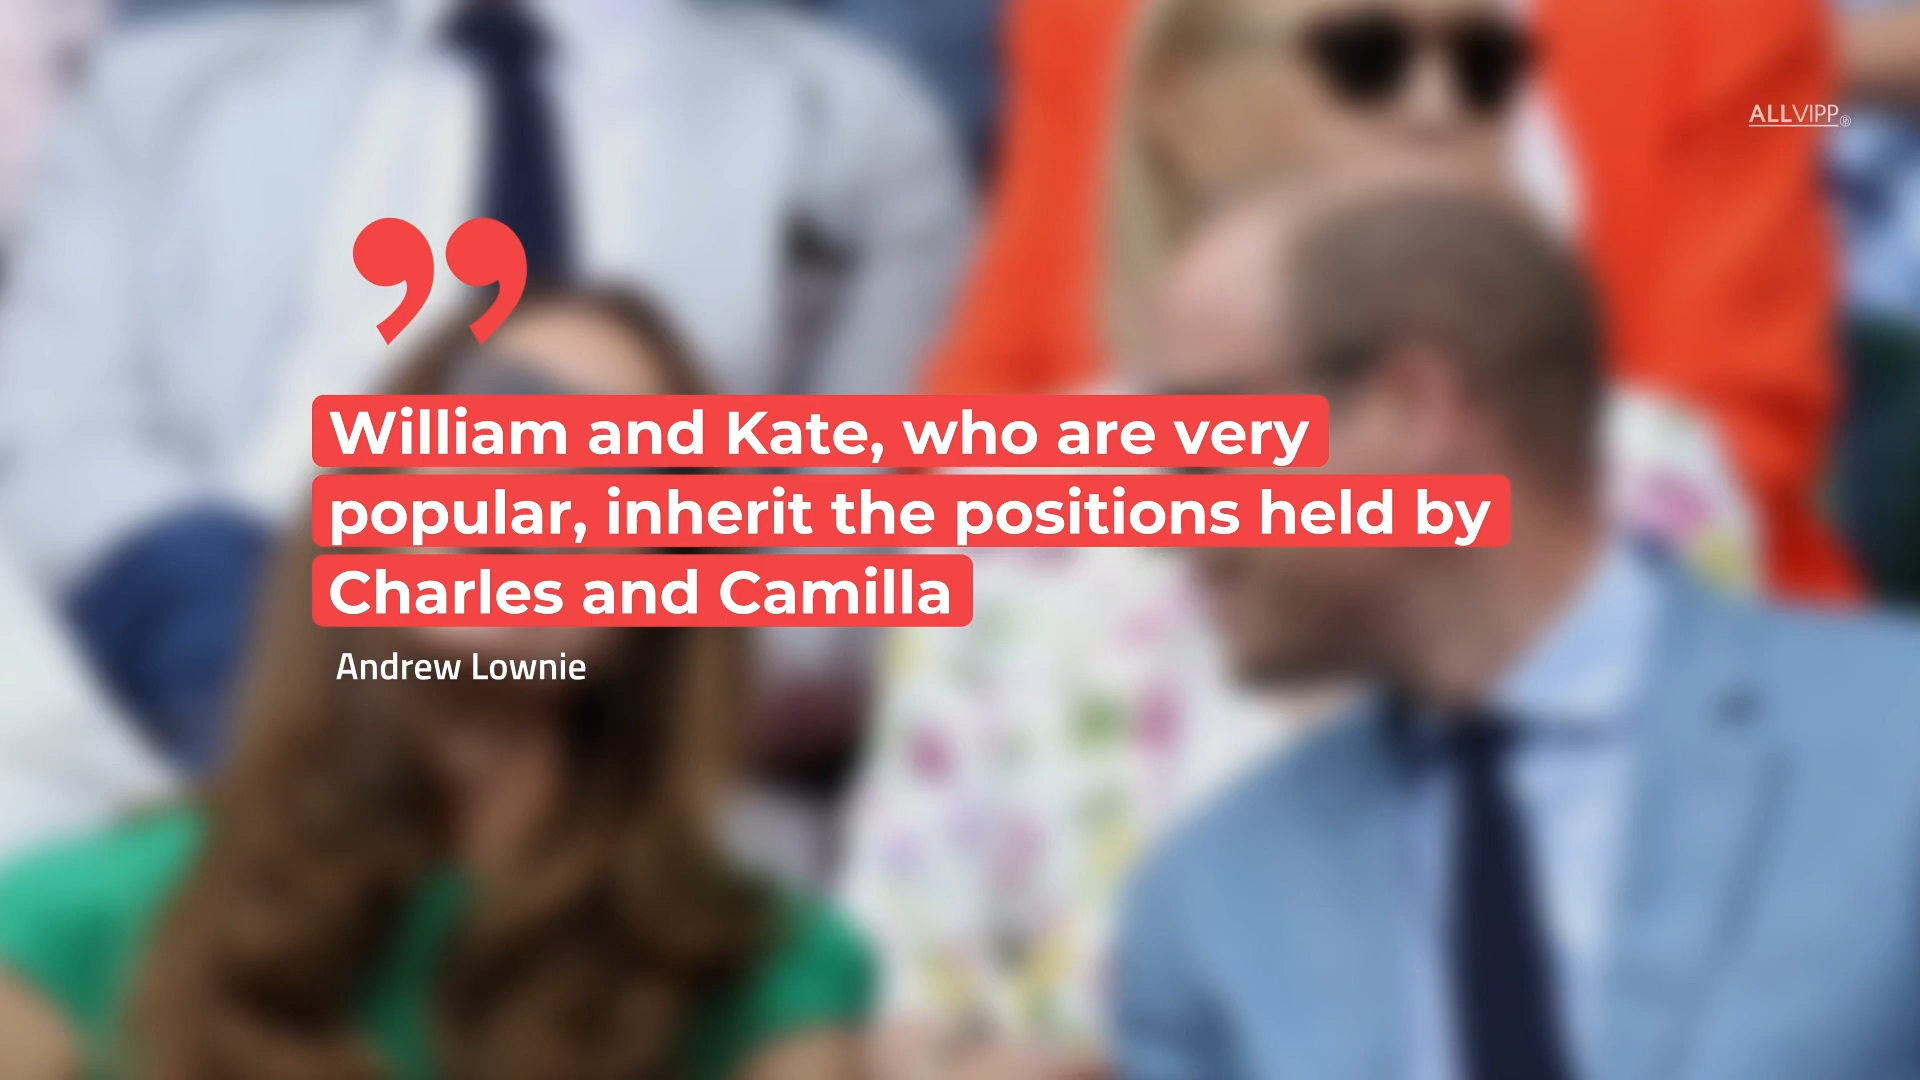 ALLVIPP
”
William and Kate, who are very
popular, inherit the positions held by
Charles and Camilla
Andrew Lownie